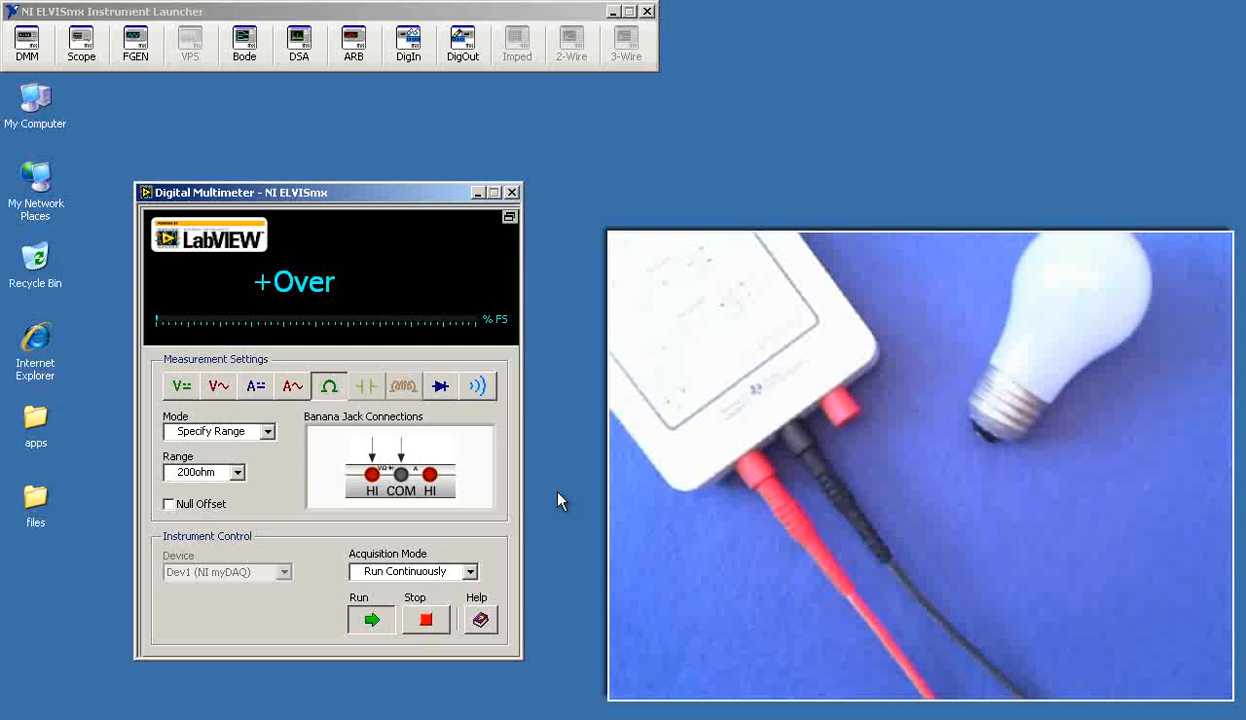 NI ELVISmx Instrument Launcher
DMM Scope FGEN VPS Bode DSA ARB DigIn DigOut Imped 2-Wire 3-Wire
My Computer
My Network
Places
Recycle Bin
Internet
Explorer
apps
files
Digital Multimeter - NI ELVISmx
LabVIEW
+Over
% FS
Measurement Settings
V= V~ A= A~ Ω
Mode
Specify Range
Range
200ohm
Null Offset
Banana Jack Connections
A
HI COM HI
Instrument Control
Device
Dev1 (NI myDAQ)
Acquisition Mode
Run Continuously
Run Stop Help